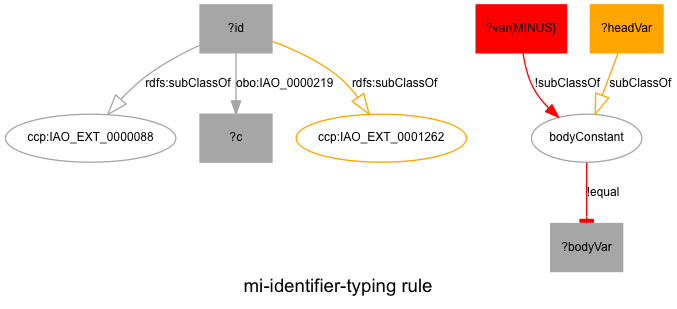 ?id
?var{MINUS}
?headVar
rdfs:subClassOf
obo:IAO_0000219
rdfs:subClassOf
!subClassOf
subClassOf
ccp:IAO_EXT_0000088
?c
ccp:IAO_EXT_0001262
bodyConstant
!equal
?bodyVar
mi-identifier-typing rule